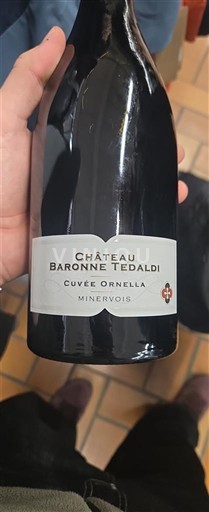 CHÂTEAU
BARONNE TEDALDI
CUVÉE ORNELLA
MINERVOIS